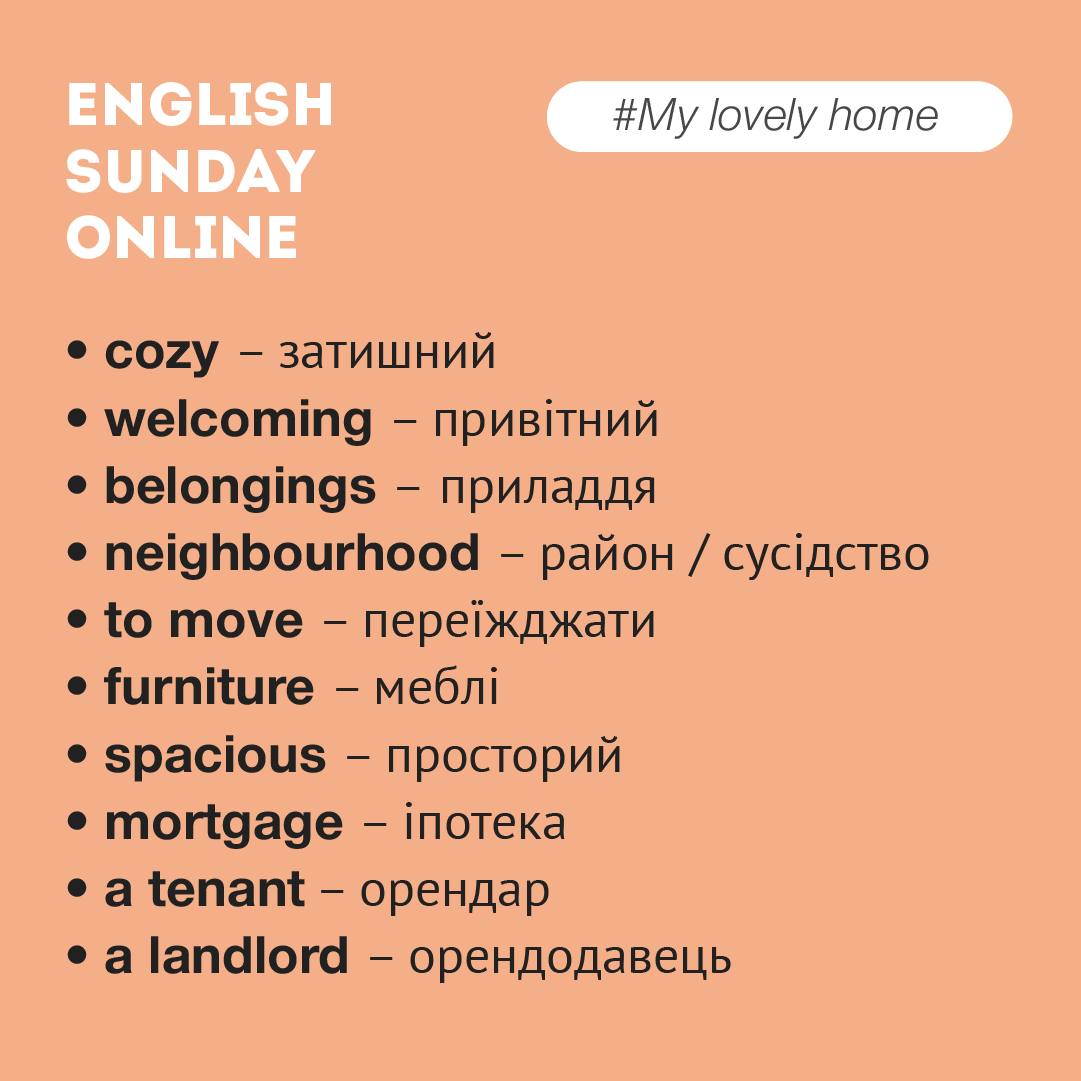 ENGLISH
SUNDAY
ONLINE
#My lovely home
• cozy – затишний
• welcoming – привітний
• belongings – приладдя
• neighbourhood – район / сусідство
• to move – переїжджати
• furniture – меблі
• spacious – просторий
• mortgage – іпотека
• a tenant – орендар
• a landlord – орендодавець